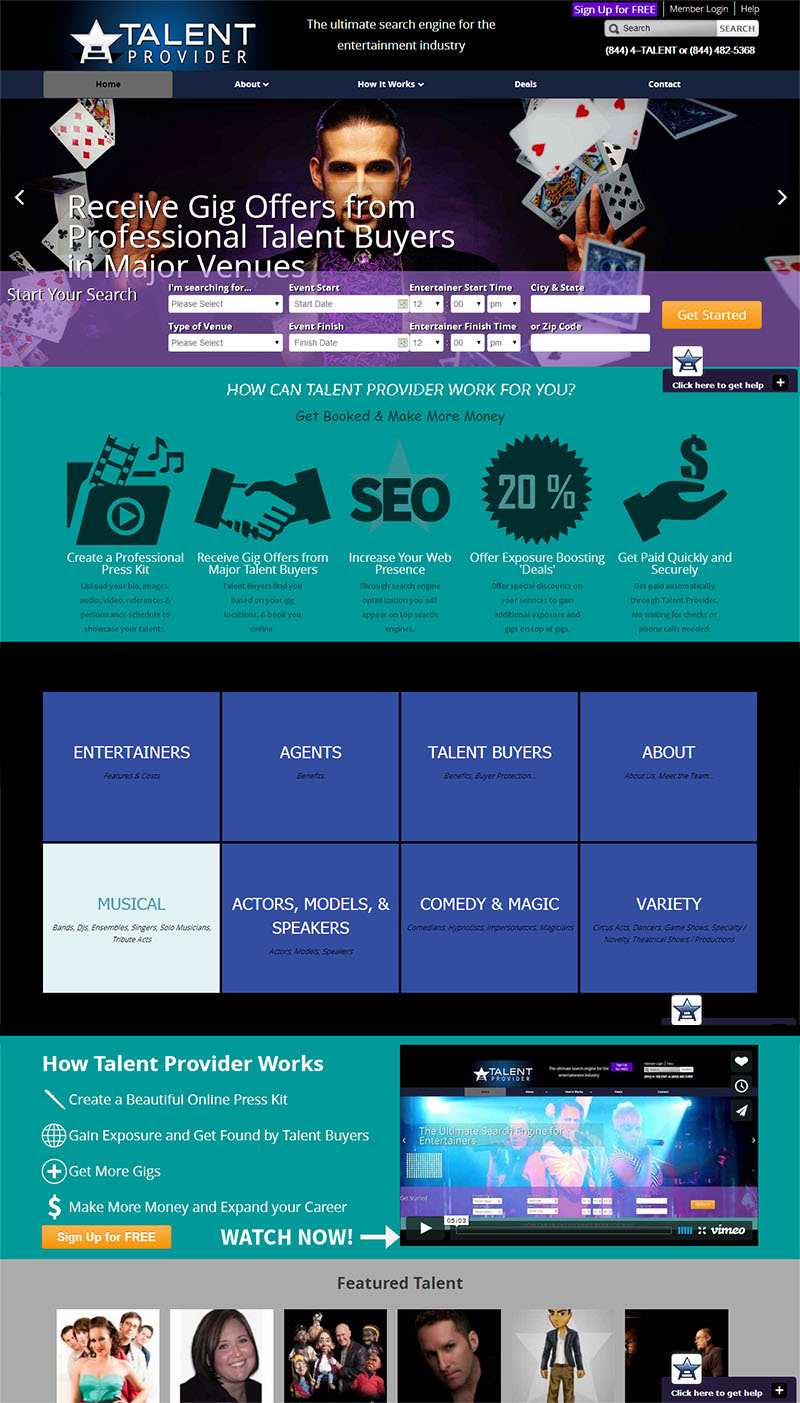 TALENT
PROVIDER
The ultimate search engine for the
entertainment industry
Sign Up for FREE
Member Login
Help
Search
SEARCH
(844) 4–TALENT or (844) 482-5368
Home
About
How It Works
Deals
Contact
Receive Gig Offers from
Professional Talent Buyers
in Major Venues
Start Your Search
I'm searching for...
Event Start
Entertainer Start Time
City & State
Please Select
Start Date
12 : 00 pm
Get Started
Type of Venue
Event Finish
Entertainer Finish Time
or Zip Code
Please Select
Finish Date
12 : 00 pm
Click here to get help
HOW CAN TALENT PROVIDER WORK FOR YOU?
Get Booked & Make More Money
SEO
20 %
Create a Professional
Press Kit
Upload your bio, images,
audio, video, references &
performance schedule to
showcase your talents.
Receive Gig Offers from
Major Talent Buyers
Talent Buyers find you
based on your gig
locations, & book you
online.
Increase Your Web
Presence
Through search engine
optimization you will
appear on top search
engines.
Offer Exposure Boosting
'Deals'
Offer special discounts on
your services to gain
additional exposure and
gigs on top of gigs.
Get Paid Quickly and
Securely
Get paid automatically
through Talent Provider.
No waiting for checks or
phone calls needed.
ENTERTAINERS
Features & Costs
AGENTS
Benefits
TALENT BUYERS
Benefits, Buyer Protection...
ABOUT
About Us, Meet the Team...
MUSICAL
Bands, Djs, Ensembles, Singers, Solo Musicians,
Tribute Acts
ACTORS, MODELS, &
SPEAKERS
Actors, Models, Speakers
COMEDY & MAGIC
Comedians, Hypnotists, Impersonators, Magicians
VARIETY
Circus Acts, Dancers, Game Shows, Specialty /
Novelty, Theatrical Shows / Productions
How Talent Provider Works
Create a Beautiful Online Press Kit
Gain Exposure and Get Found by Talent Buyers
Get More Gigs
Make More Money and Expand your Career
Sign Up for FREE
WATCH NOW!
TALENT
PROVIDER
The ultimate search engine for the
entertainment industry
The Ultimate Search Engine for
Entertainers
Get Started
05:03
vimeo
Featured Talent
Click here to get help